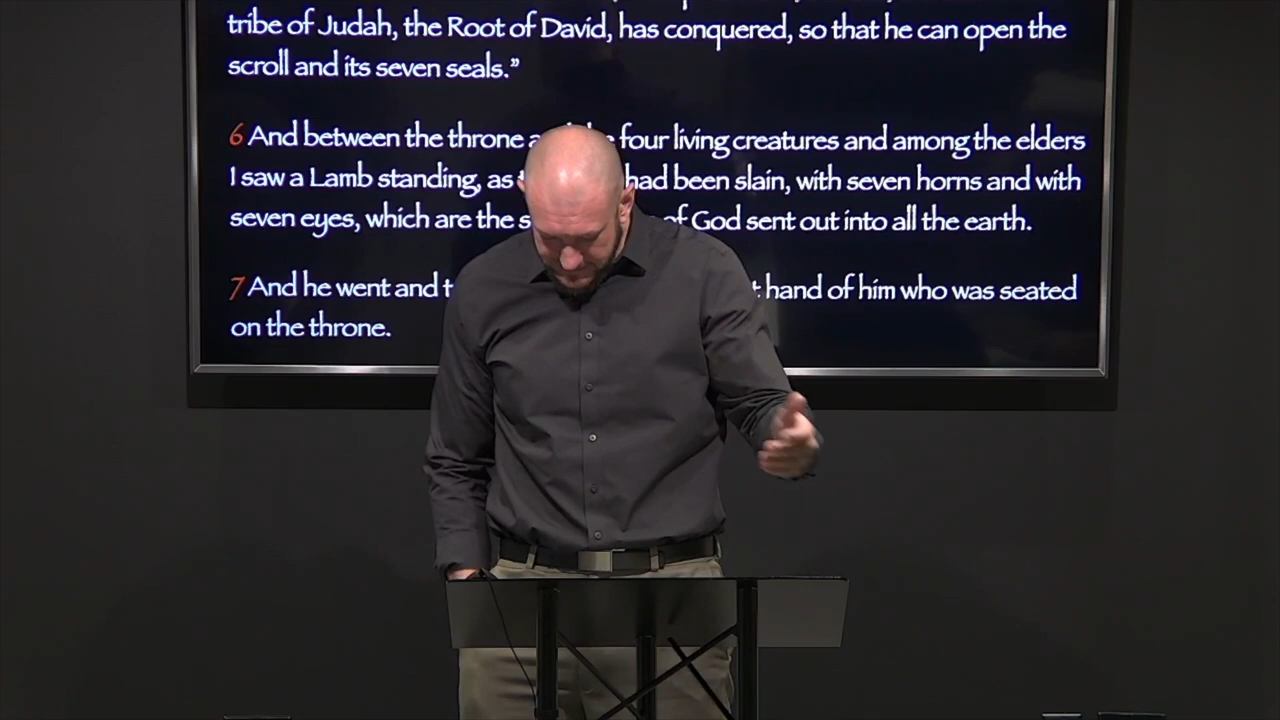 tribe of Judah, the Root of David, has conquered, so that he can open the
scroll and its seven seals.”
6 And between the throne four living creatures and among the elders
I saw a Lamb standing, as had been slain, with seven horns and with
seven eyes, which are the of God sent out into all the earth.
7 And he went and hand of him who was seated
on the throne.